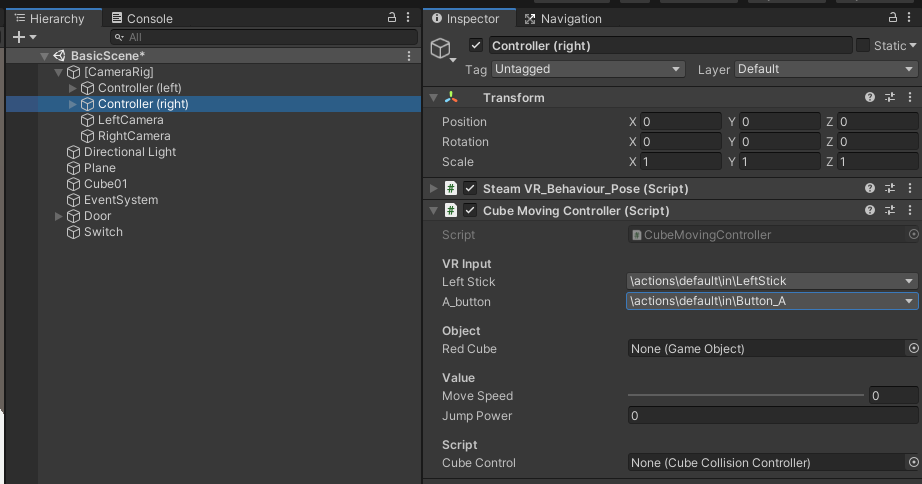 Hierarchy
Console
All
BasicScene*
[CameraRig]
Controller (left)
Controller (right)
LeftCamera
RightCamera
Directional Light
Plane
Cube01
EventSystem
Door
Switch
Inspector
Navigation
Controller (right)
Static
Tag Untagged Layer Default
Transform
Position X 0 Y 0 Z 0
Rotation X 0 Y 0 Z 0
Scale X 1 Y 1 Z 1
# Steam VR_Behaviour_Pose (Script)
# Cube Moving Controller (Script)
Script CubeMovingController
VR Input
Left Stick \actions\default\in\LeftStick
A_button \actions\default\in\Button_A
Object
Red Cube None (Game Object)
Value
Move Speed 0
Jump Power 0
Script
Cube Control None (Cube Collision Controller)